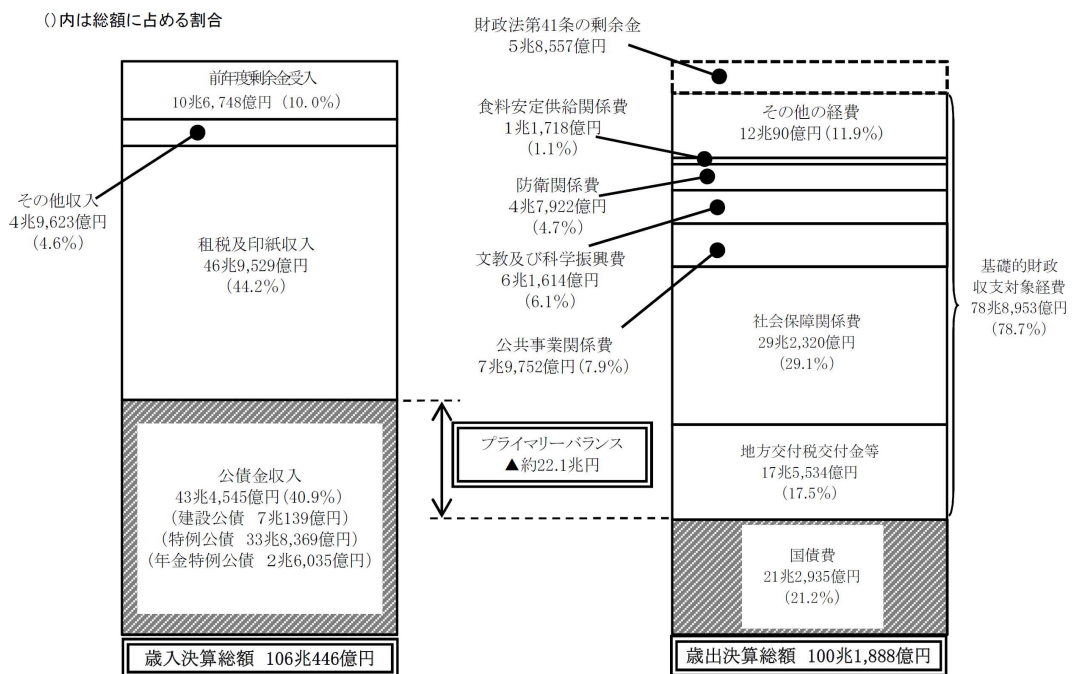 ()内は総額に占める割合
前年度剰余金受入
10兆6,748億円 (10.0%)
その他収入
4兆9,623億円
(4.6%)
租税及印紙収入
46兆9,529億円
(44.2%)
公債金収入
43兆4,545億円(40.9%)
(建設公債 7兆139億円)
(特例公債 33兆8,369億円)
(年金特例公債 2兆6,035億円)
歳入決算総額 106兆446億円
プライマリーバランス
▲約22.1兆円
財政法第41条の剰余金
5兆8,557億円
その他の経費
12兆90億円(11.9%)
食料安定供給関係費
1兆1,718億円
(1.1%)
防衛関係費
4兆7,922億円
(4.7%)
文教及び科学振興費
6兆1,614億円
(6.1%)
公共事業関係費
7兆9,752億円(7.9%)
社会保障関係費
29兆2,320億円
(29.1%)
地方交付税交付金等
17兆5,534億円
(17.5%)
国債費
21兆2,935億円
(21.2%)
基礎的財政
収支対象経費
78兆8,953億円
(78.7%)
歳出決算総額 100兆1,888億円